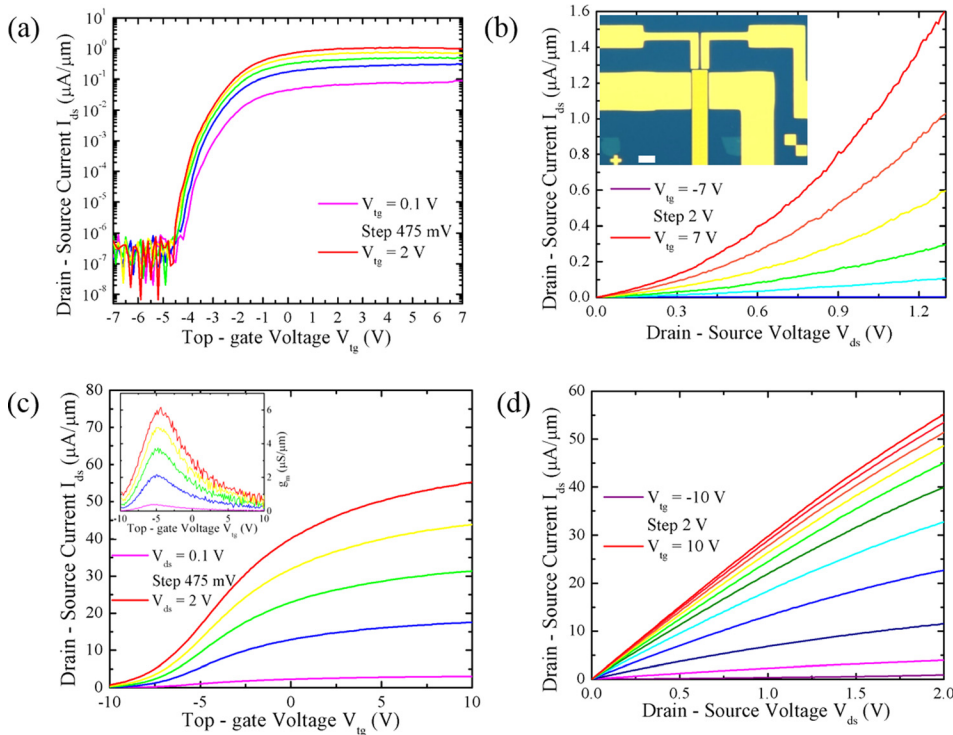 (a)
Drain - Source Current I_ds (μA/μm)
10^1
10^0
10^-1
10^-2
10^-3
10^-4
10^-5
10^-6
10^-7
10^-8
V_tg = 0.1 V
Step 475 mV
V_tg = 2 V
-7 -6 -5 -4 -3 -2 -1 0 1 2 3 4 5 6 7
Top - gate Voltage V_tg (V)
(b)
Drain - Source Current I_ds (μA/μm)
1.6
1.4
1.2
1.0
0.8
0.6
0.4
0.2
0.0
V_tg = -7 V
Step 2 V
V_tg = 7 V
0.0 0.3 0.6 0.9 1.2
Drain - Source Voltage V_ds (V)
(c)
Drain - Source Current I_ds (μA/μm)
80
70
60
50
40
30
20
10
0
6
4
2
0
g_m (μS/μm)
-10 -5 0 5 10
Top - gate Voltage V_tg (V)
V_ds = 0.1 V
Step 475 mV
V_ds = 2 V
-10 -5 0 5 10
Top - gate Voltage V_tg (V)
(d)
Drain - Source Current I_ds (μA/μm)
60
50
40
30
20
10
0
V_tg = -10 V
Step 2 V
V_tg = 10 V
0.0 0.5 1.0 1.5 2.0
Drain - Source Voltage V_ds (V)